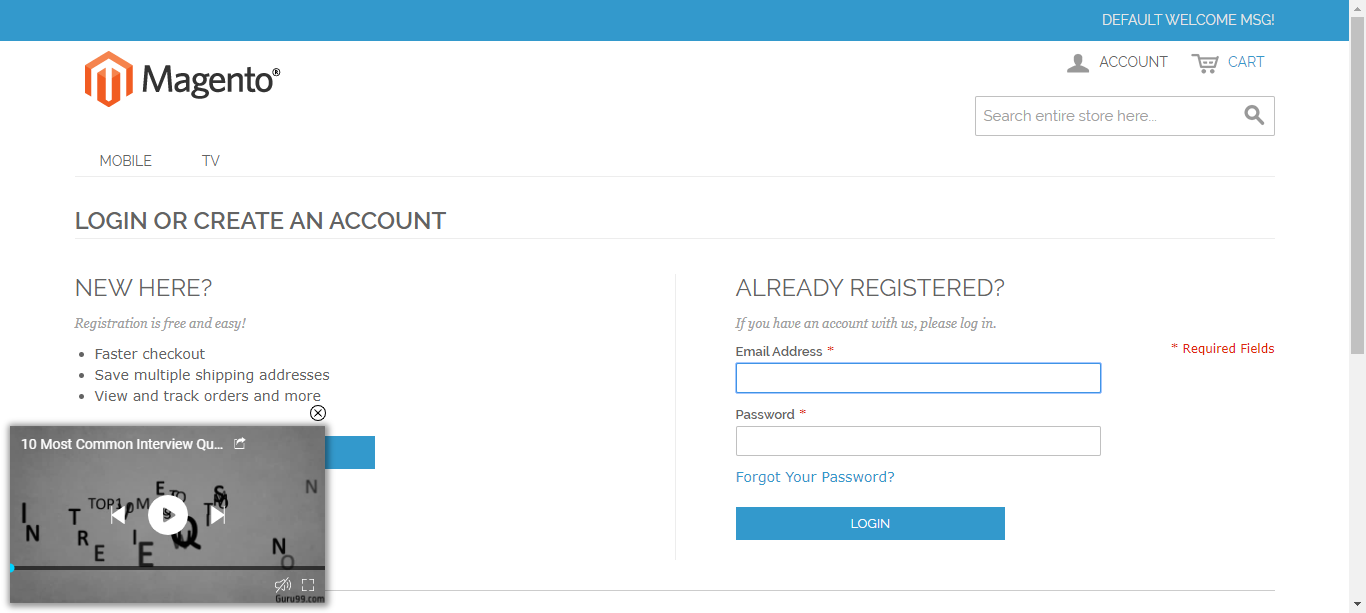 DEFAULT WELCOME MSG!
Magento®
ACCOUNT
CART
Search entire store here...
MOBILE
TV
LOGIN OR CREATE AN ACCOUNT
NEW HERE?
Registration is free and easy!
Faster checkout
Save multiple shipping addresses
View and track orders and more
ALREADY REGISTERED?
If you have an account with us, please log in.
* Required Fields
Email Address *
Password *
Forgot Your Password?
LOGIN
10 Most Common Interview Qu...
Guru99.com